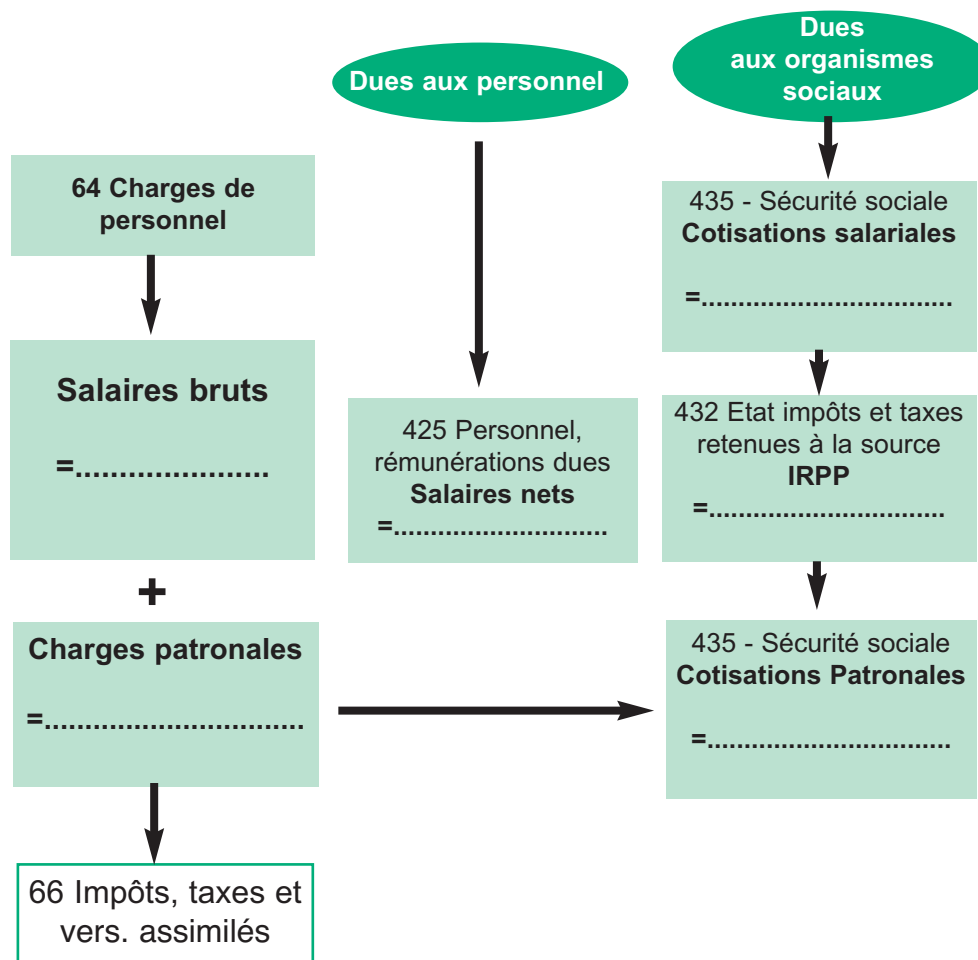 Dues aux personnel
Dues
aux organismes
sociaux
64 Charges de
personnel
Salaires bruts
=......................
+
Charges patronales
=..............................
66 Impôts, taxes et
vers. assimilés
425 Personnel,
rémunérations dues
Salaires nets
=............................
435 - Sécurité sociale
Cotisations salariales
=..................................
432 Etat impôts et taxes
retenues à la source
IRPP
=................................
435 - Sécurité sociale
Cotisations Patronales
=.................................